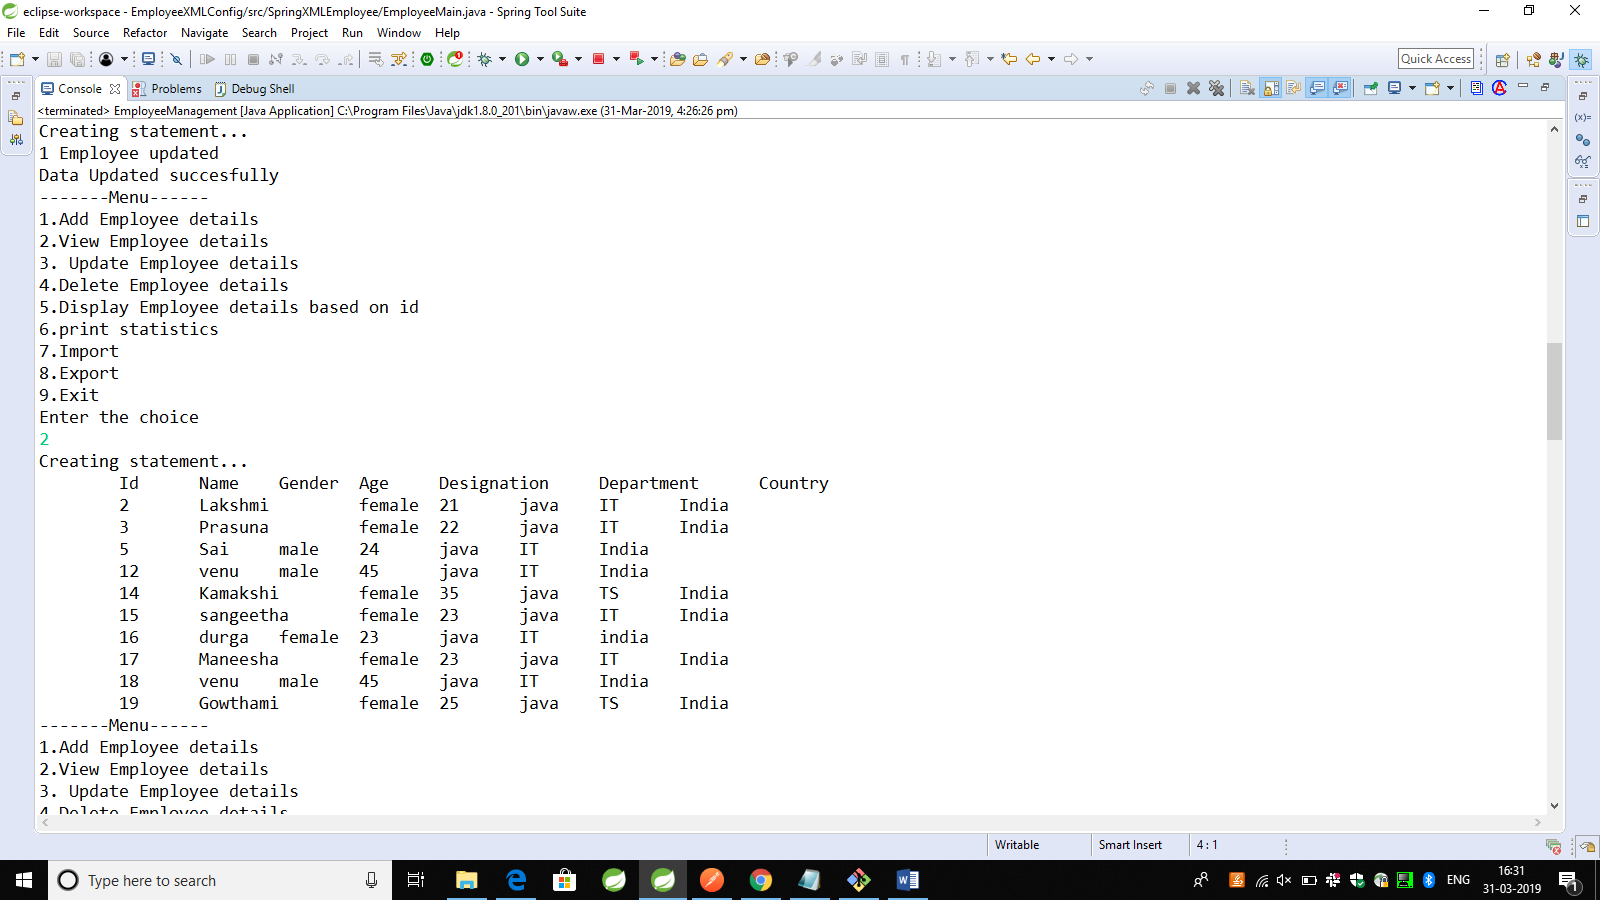 eclipse-workspace - EmployeeXMLConfig/src/SpringXMLEmployee/EmployeeMain.java - Spring Tool Suite
File Edit Source Refactor Navigate Search Project Run Window Help
Quick Access
Console Problems Debug Shell
<terminated> EmployeeManagement [Java Application] C:\Program Files\Java\jdk1.8.0_201\bin\javaw.exe (31-Mar-2019, 4:26:26 pm)
Creating statement...
1 Employee updated
Data Updated succesfully
-------Menu------
1.Add Employee details
2.View Employee details
3. Update Employee details
4.Delete Employee details
5.Display Employee details based on id
6.print statistics
7.Import
8.Export
9.Exit
Enter the choice
2
Creating statement...
Id Name Gender Age Designation Department Country
2 Lakshmi female 21 java IT India
3 Prasuna female 22 java IT India
5 Sai male 24 java IT India
12 venu male 45 java IT India
14 Kamakshi female 35 java TS India
15 sangeetha female 23 java IT India
16 durga female 23 java IT india
17 Maneesha female 23 java IT India
18 venu male 45 java IT India
19 Gowthami female 25 java TS India
-------Menu------
1.Add Employee details
2.View Employee details
3. Update Employee details
4.Delete Employee details
Writable Smart Insert 4 : 1
Type here to search
ENG
16:31
31-03-2019
1